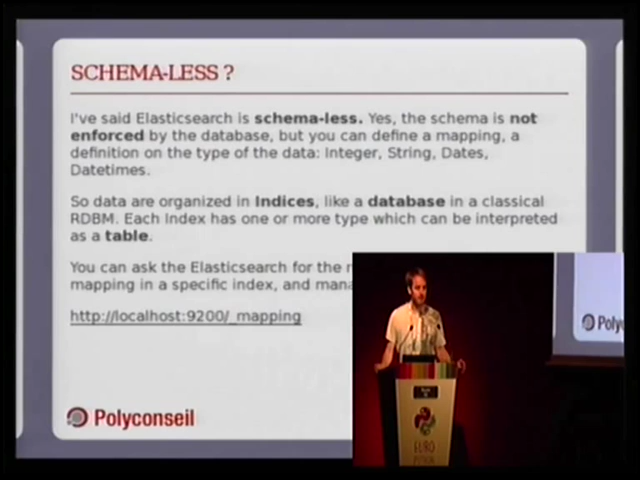 SCHEMA-LESS ?
I've said Elasticsearch is schema-less. Yes, the schema is not
enforced by the database, but you can define a mapping, a
definition on the type of the data: Integer, String, Dates,
Datetimes.
So data are organized in Indices, like a database in a classical
RDBM. Each Index has one or more type which can be interpreted
as a table.
You can ask the Elasticsearch for the
mapping in a specific index, and
http://localhost:9200/_mapping
Polyconseil
EURO